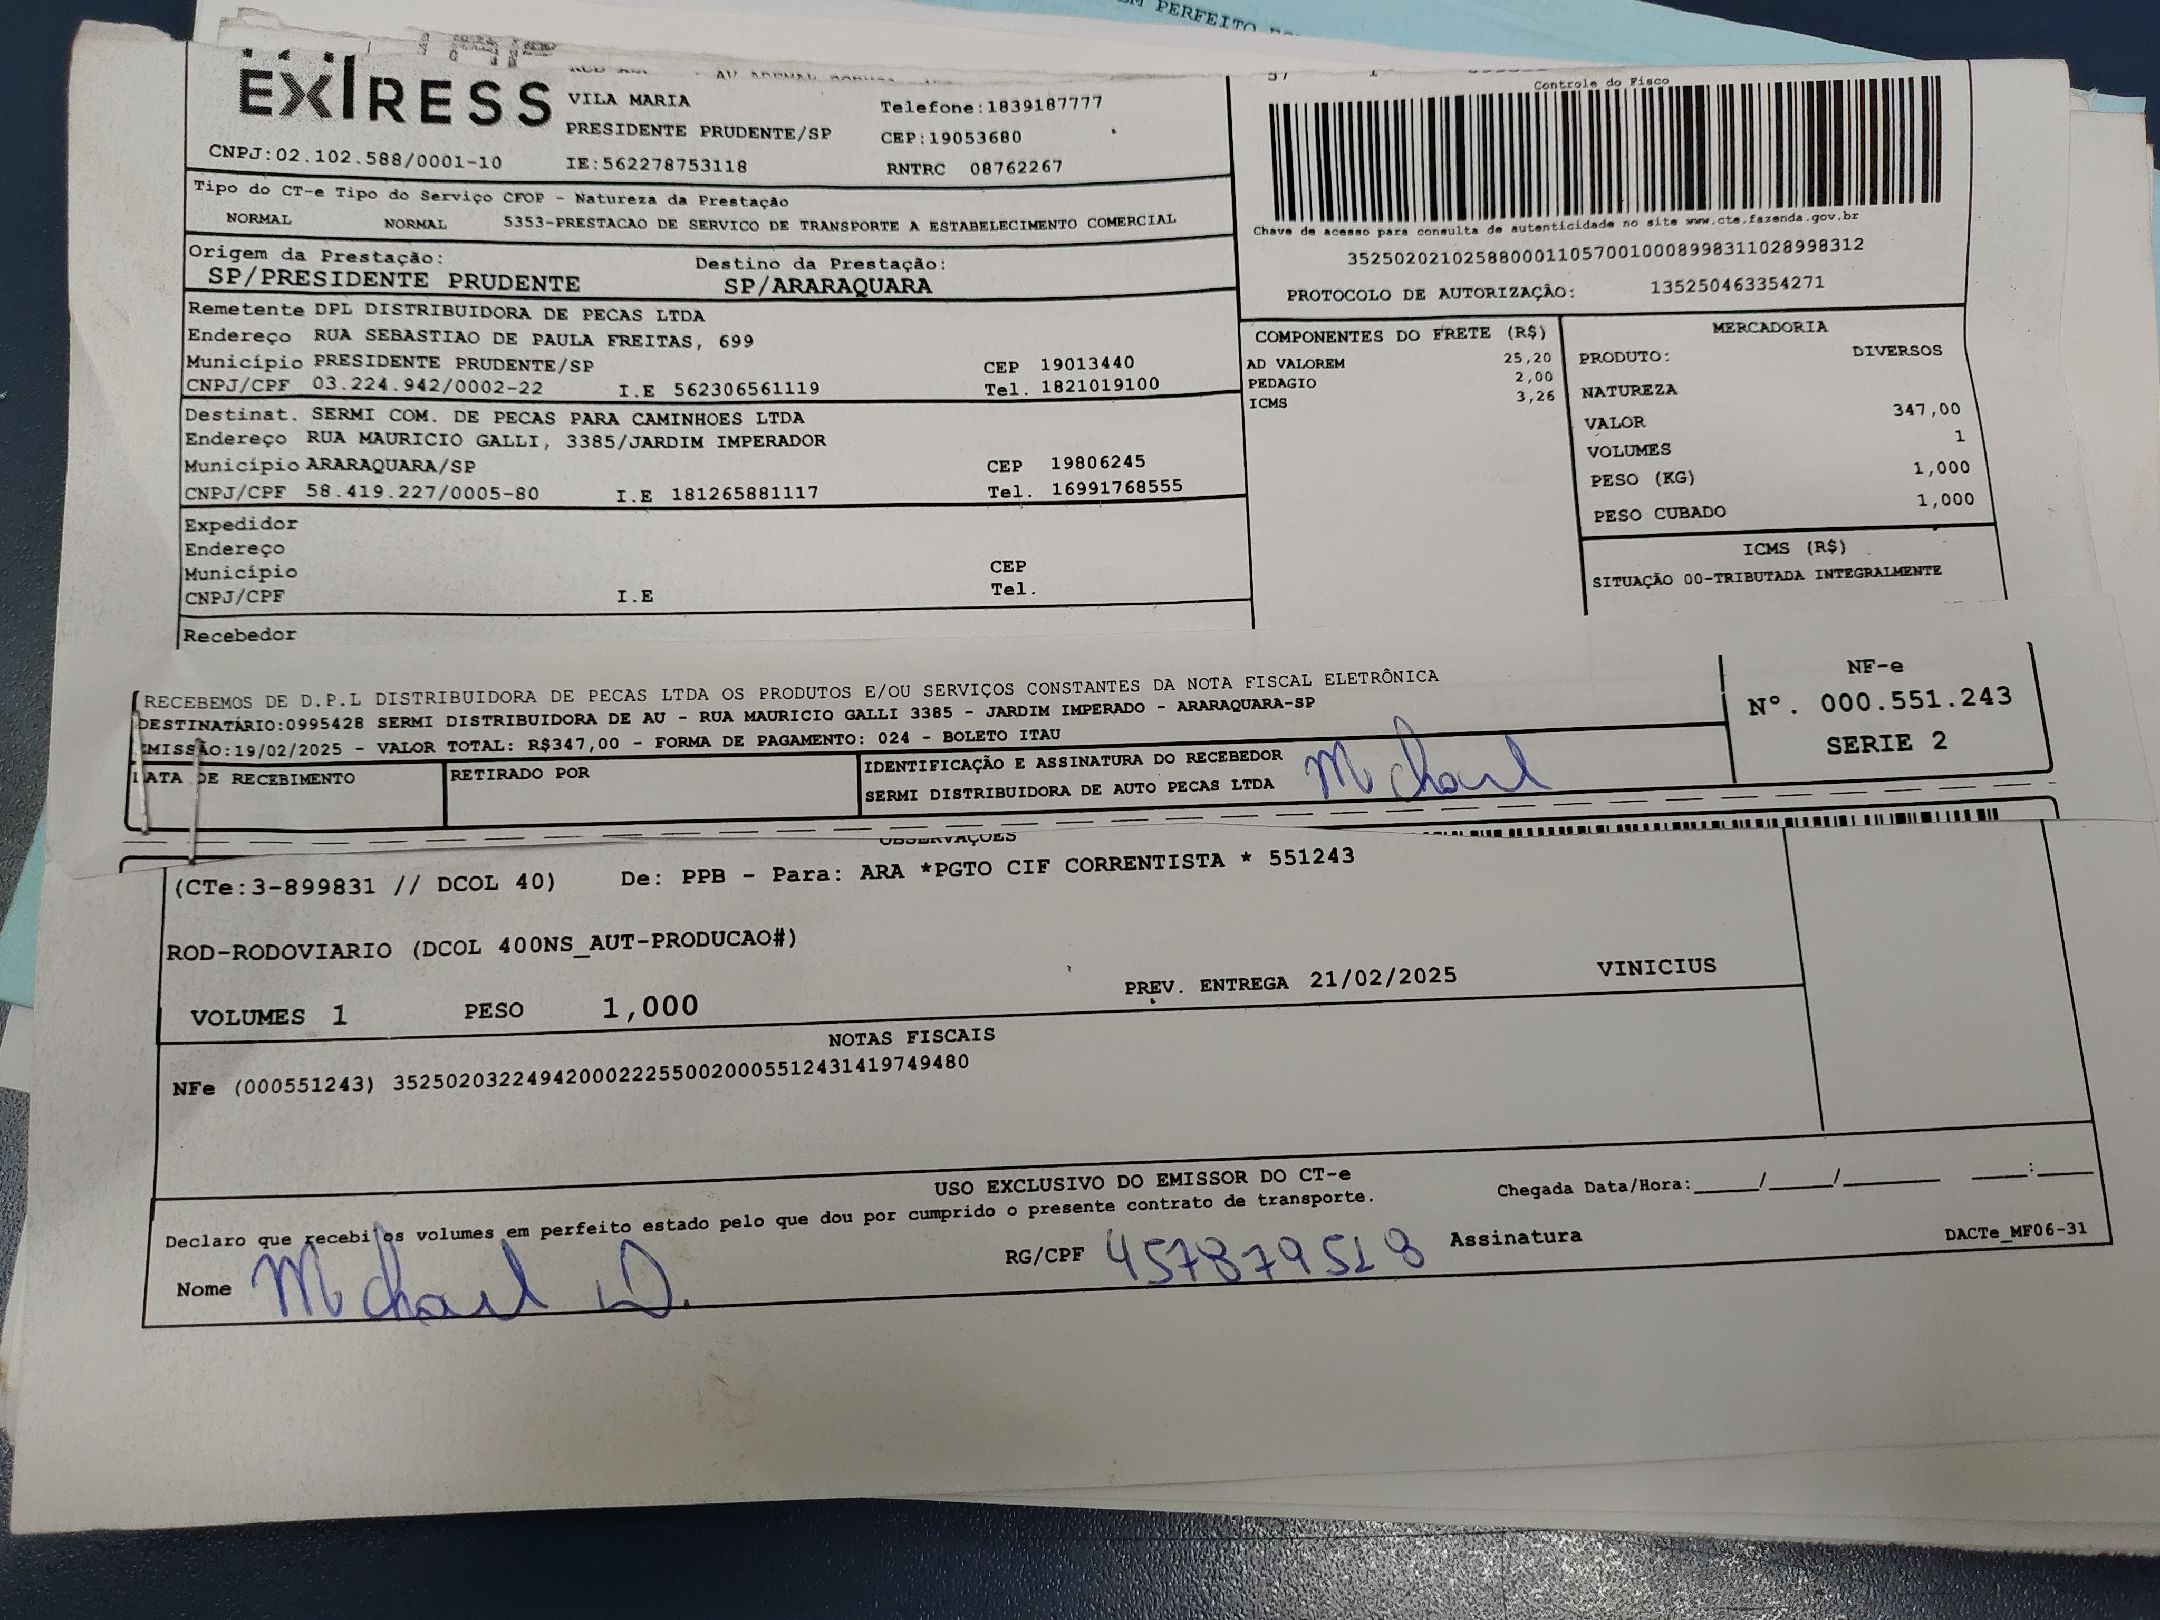 EM PERFEITO
EXPRESS
VILA MARIA
Telefone:1839187777
PRESIDENTE PRUDENTE/SP
CEP:19053680
CNPJ:02.102.588/0001-10
IE:562278753118
RNTRC 08762267
57 1
Controle do Fisco
Chave de acesso para consulta de autenticidade no site www.cte.fazenda.gov.br
35250202102588000110570010008998311028998312
PROTOCOLO DE AUTORIZAÇÃO: 135250463354271
Tipo do CT-e Tipo do Serviço CFOP - Natureza da Prestação
NORMAL NORMAL 5353-PRESTACAO DE SERVICO DE TRANSPORTE A ESTABELECIMENTO COMERCIAL
Origem da Prestação: Destino da Prestação:
SP/PRESIDENTE PRUDENTE SP/ARARAQUARA
Remetente DPL DISTRIBUIDORA DE PECAS LTDA
Endereço RUA SEBASTIAO DE PAULA FREITAS, 699
Município PRESIDENTE PRUDENTE/SP CEP 19013440
CNPJ/CPF 03.224.942/0002-22 I.E 562306561119 Tel. 1821019100
Destinat. SERMI COM. DE PECAS PARA CAMINHOES LTDA
Endereço RUA MAURICIO GALLI, 3385/JARDIM IMPERADOR
Município ARARAQUARA/SP CEP 19806245
CNPJ/CPF 58.419.227/0005-80 I.E 181265881117 Tel. 16991768555
Expedidor
Endereço
Município CEP
CNPJ/CPF I.E Tel.
Recebedor
COMPONENTES DO FRETE (R$)
AD VALOREM 25,20
PEDAGIO 2,00
ICMS 3,26
MERCADORIA
PRODUTO: DIVERSOS
NATUREZA
VALOR 347,00
VOLUMES 1
PESO (KG) 1,000
PESO CUBADO 1,000
ICMS (R$)
SITUAÇÃO 00-TRIBUTADA INTEGRALMENTE
RECEBEMOS DE D.P.L DISTRIBUIDORA DE PECAS LTDA OS PRODUTOS E/OU SERVIÇOS CONSTANTES DA NOTA FISCAL ELETRÔNICA
DESTINATÁRIO:0995428 SERMI DISTRIBUIDORA DE AU - RUA MAURICIO GALLI 3385 - JARDIM IMPERADO - ARARAQUARA-SP
EMISSÃO:19/02/2025 - VALOR TOTAL: R$347,00 - FORMA DE PAGAMENTO: 024 - BOLETO ITAU
DATA DE RECEBIMENTO
RETIRADO POR
IDENTIFICAÇÃO E ASSINATURA DO RECEBEDOR
SERMI DISTRIBUIDORA DE AUTO PECAS LTDA
Michael
NF-e
Nº. 000.551.243
SERIE 2
OBSERVAÇÕES
(CTe:3-899831 // DCOL 40) De: PPB - Para: ARA *PGTO CIF CORRENTISTA * 551243
ROD-RODOVIARIO (DCOL 400NS_AUT-PRODUCAO#)
VOLUMES 1 PESO 1,000 PREV. ENTREGA 21/02/2025 VINICIUS
NOTAS FISCAIS
NFe (000551243) 35250203224942000222550020005512431419749480
USO EXCLUSIVO DO EMISSOR DO CT-e
Declaro que recebi os volumes em perfeito estado pelo que dou por cumprido o presente contrato de transporte.
Chegada Data/Hora:____/____/______ ____:____
Nome Michael D. RG/CPF 457879518 Assinatura
DACTe_MF06-31